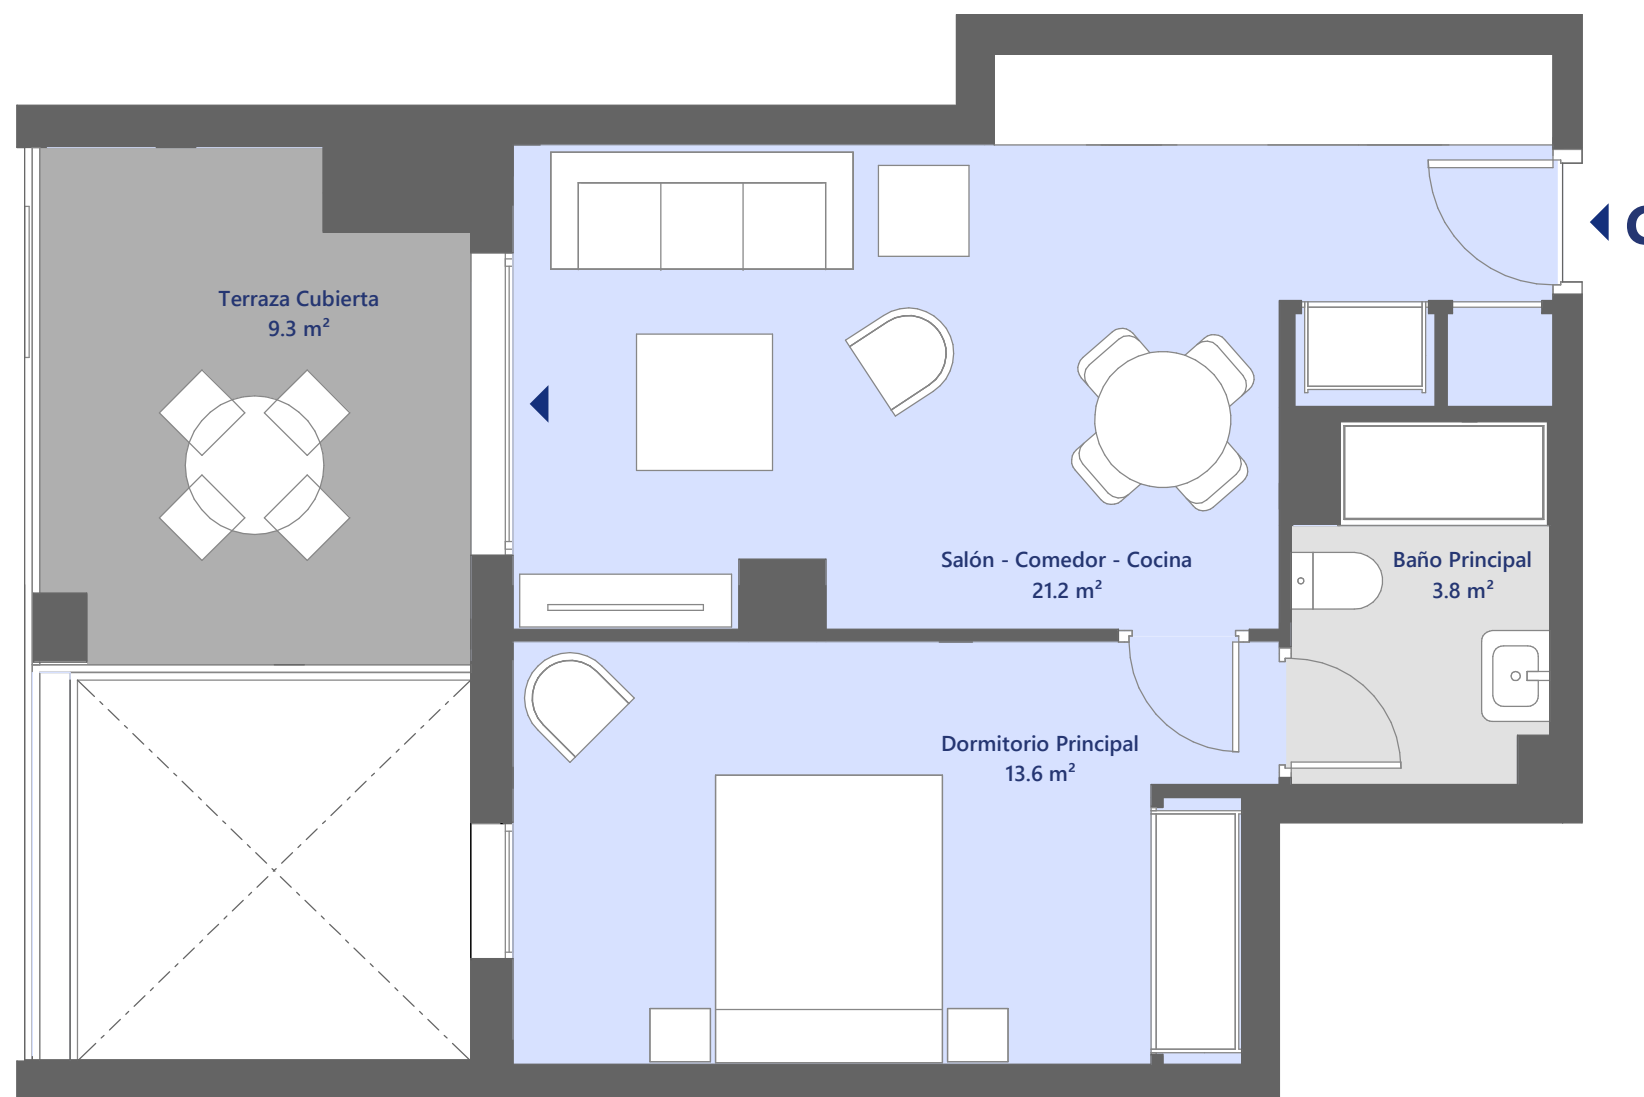 Terraza Cubierta
9.3 m²
Salón - Comedor - Cocina
21.2 m²
Baño Principal
3.8 m²
Dormitorio Principal
13.6 m²